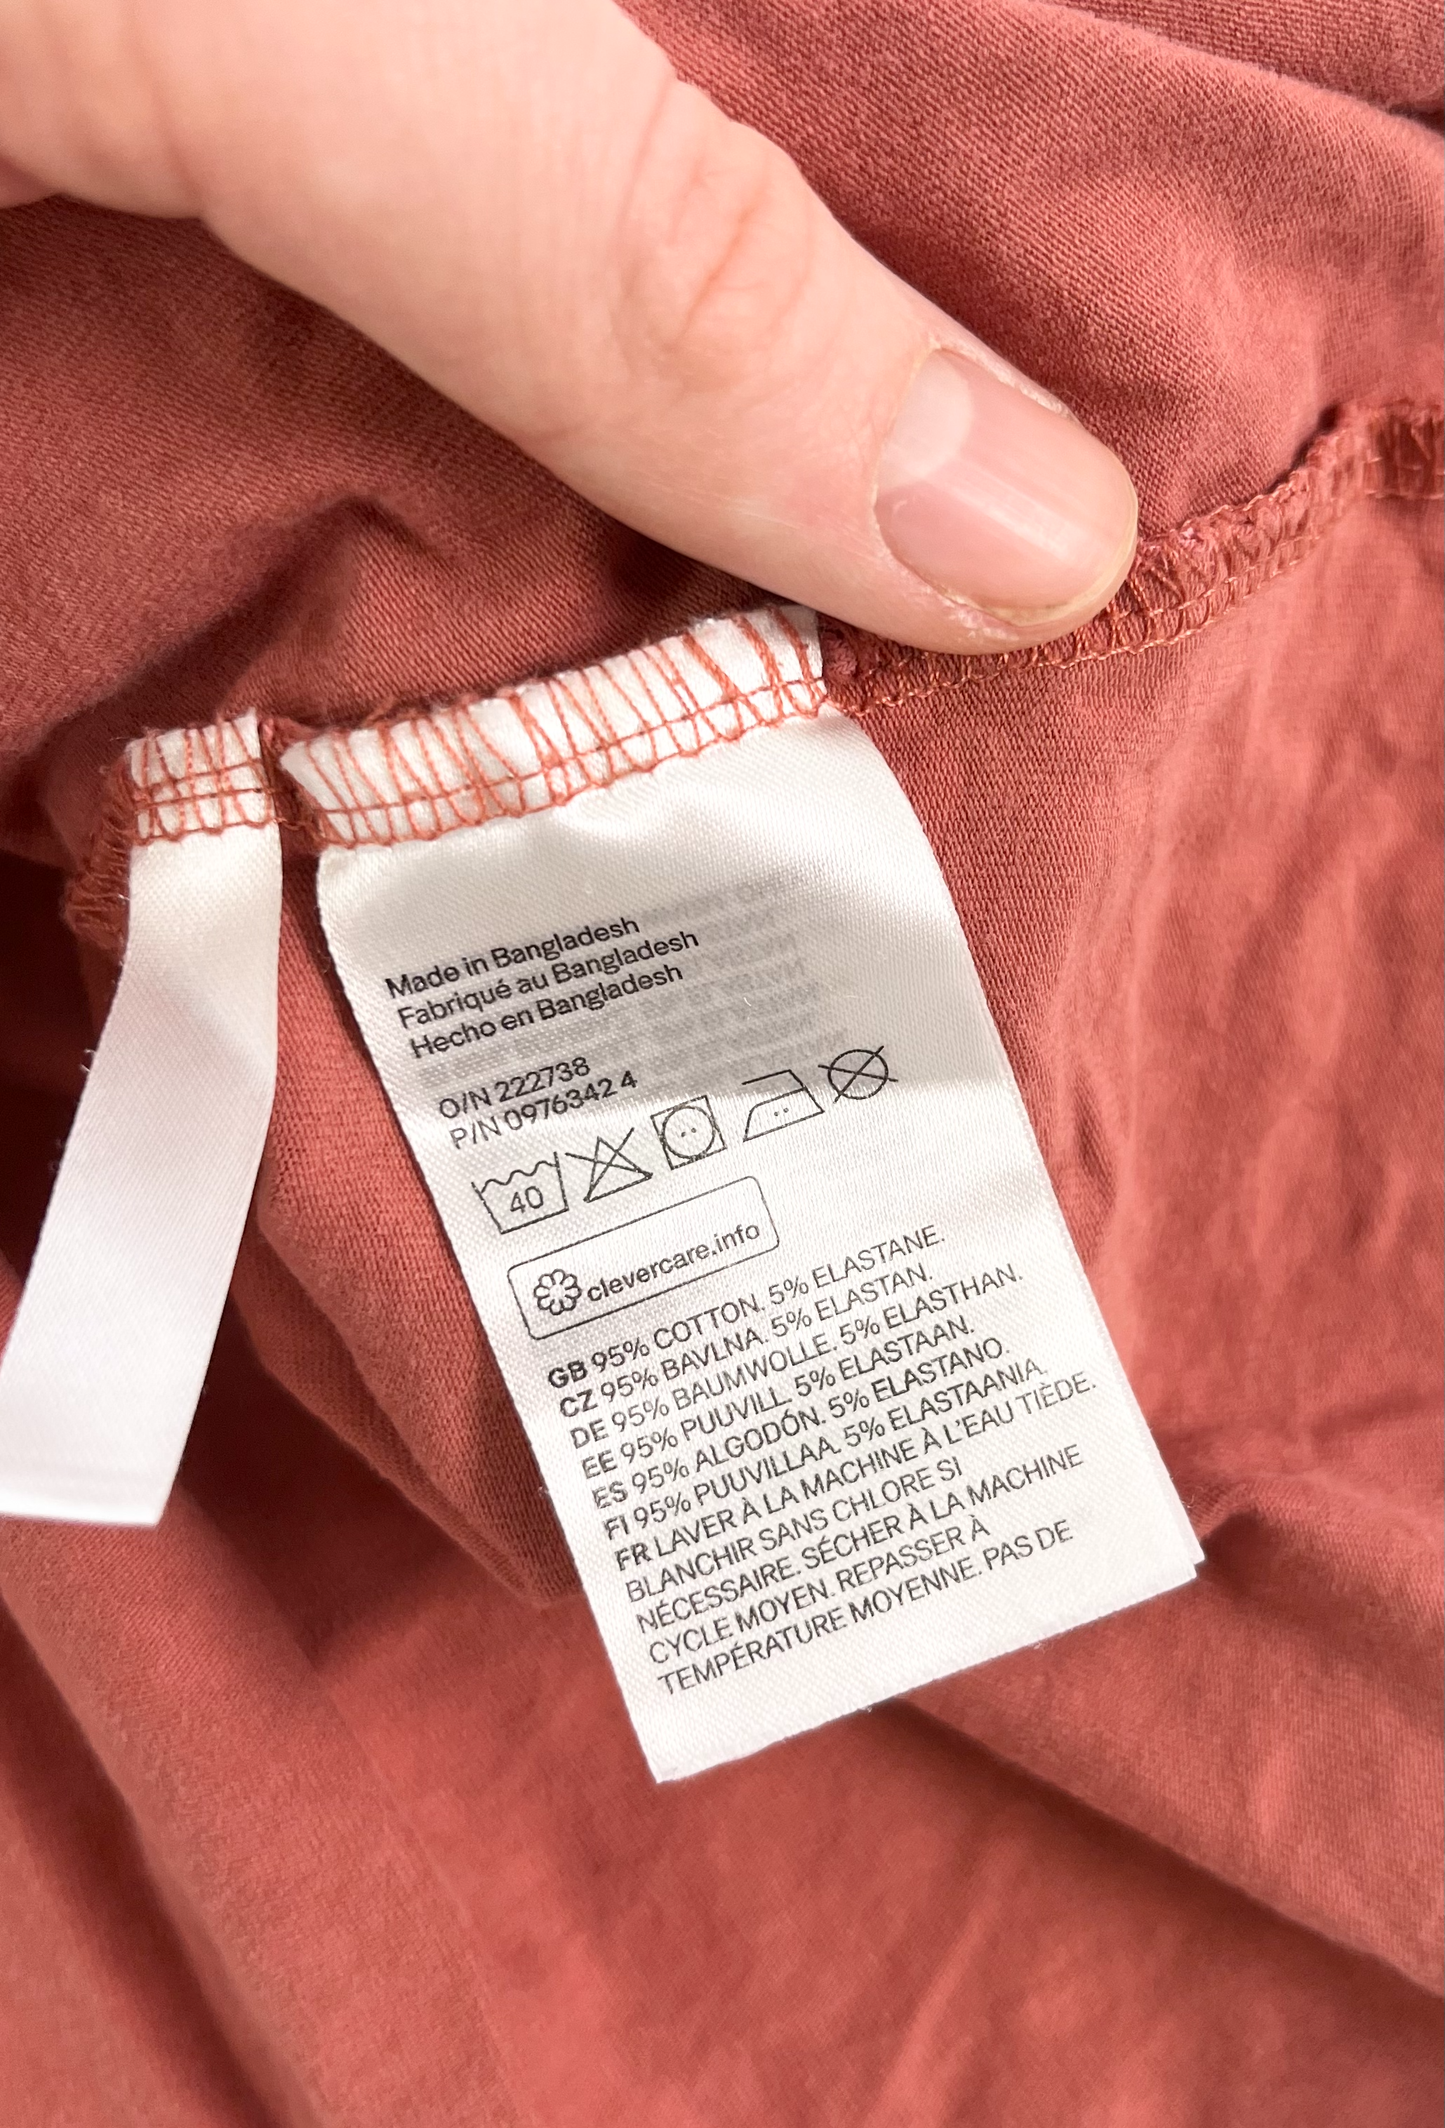 Made in Bangladesh
Fabriqué au Bangladesh
Hecho en Bangladesh
O/N 222738
P/N 0976342 4
40
clevercare.info
GB 95% COTTON. 5% ELASTANE.
CZ 95% BAVLNA. 5% ELASTAN.
DE 95% BAUMWOLLE. 5% ELASTHAN.
EE 95% PUUVILL. 5% ELASTAAN.
ES 95% ALGODÓN. 5% ELASTANO.
FI 95% PUUVILLAA. 5% ELASTAANIA.
FR LAVER À LA MACHINE À L'EAU TIÈDE.
BLANCHIR SANS CHLORE SI
NÉCESSAIRE. SÉCHER À LA MACHINE
CYCLE MOYEN. REPASSER À
TEMPÉRATURE MOYENNE. PAS DE